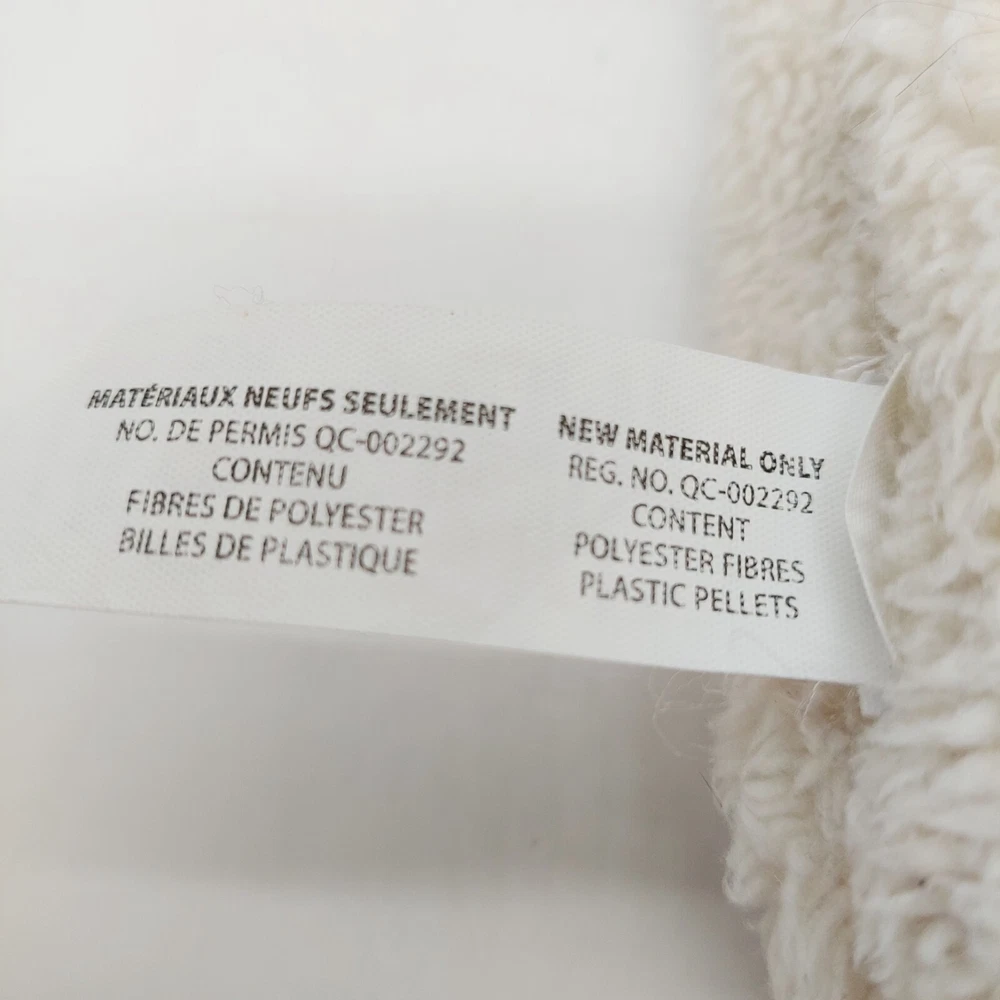 MATÉRIAUX NEUFS SEULEMENT
NO. DE PERMIS QC-002292
CONTENU
FIBRES DE POLYESTER
BILLES DE PLASTIQUE
NEW MATERIAL ONLY
REG. NO. QC-002292
CONTENT
POLYESTER FIBRES
PLASTIC PELLETS